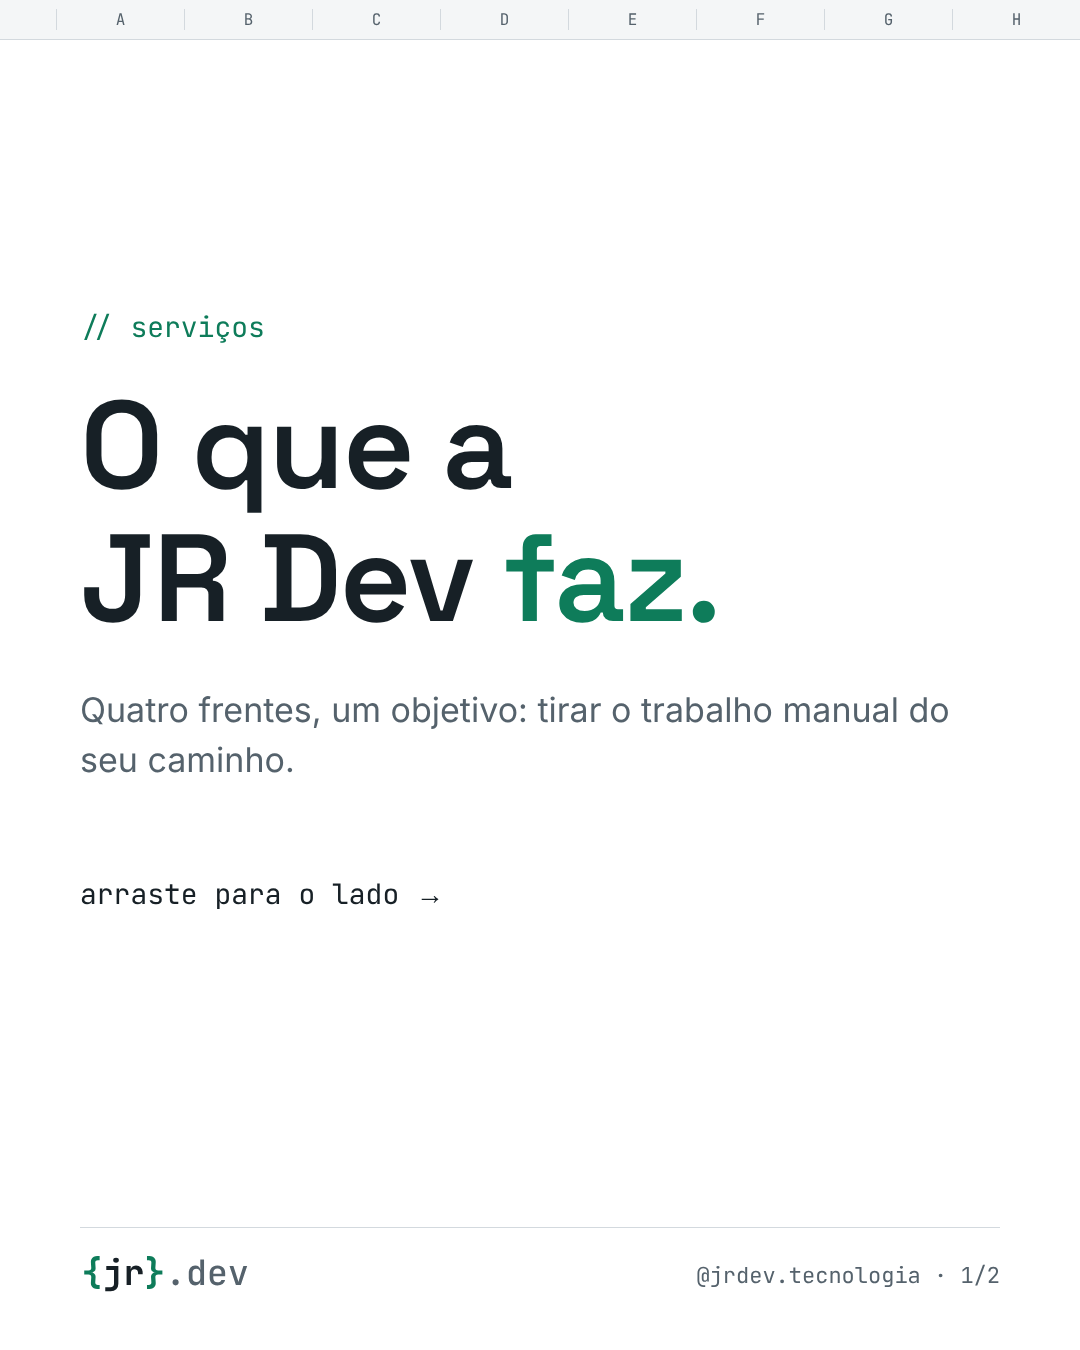 A B C D E F G H
// serviços
O que a
JR Dev faz.
Quatro frentes, um objetivo: tirar o trabalho manual do
seu caminho.
arraste para o lado →
{jr}.dev
@jrdev.tecnologia · 1/2